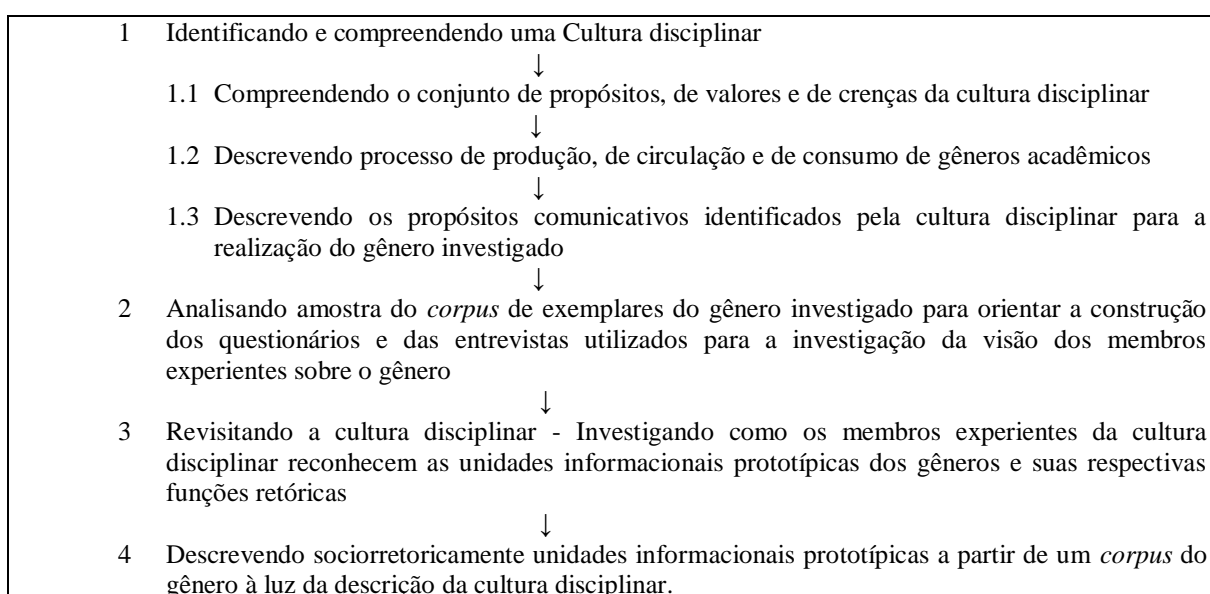 1 Identificando e compreendendo uma Cultura disciplinar
↓
1.1 Compreendendo o conjunto de propósitos, de valores e de crenças da cultura disciplinar
↓
1.2 Descrevendo processo de produção, de circulação e de consumo de gêneros acadêmicos
↓
1.3 Descrevendo os propósitos comunicativos identificados pela cultura disciplinar para a
realização do gênero investigado
↓
2 Analisando amostra do corpus de exemplares do gênero investigado para orientar a construção
dos questionários e das entrevistas utilizados para a investigação da visão dos membros
experientes sobre o gênero
↓
3 Revisitando a cultura disciplinar - Investigando como os membros experientes da cultura
disciplinar reconhecem as unidades informacionais prototípicas dos gêneros e suas respectivas
funções retóricas
↓
4 Descrevendo sociorretoricamente unidades informacionais prototípicas a partir de um corpus do
gênero à luz da descrição da cultura disciplinar.